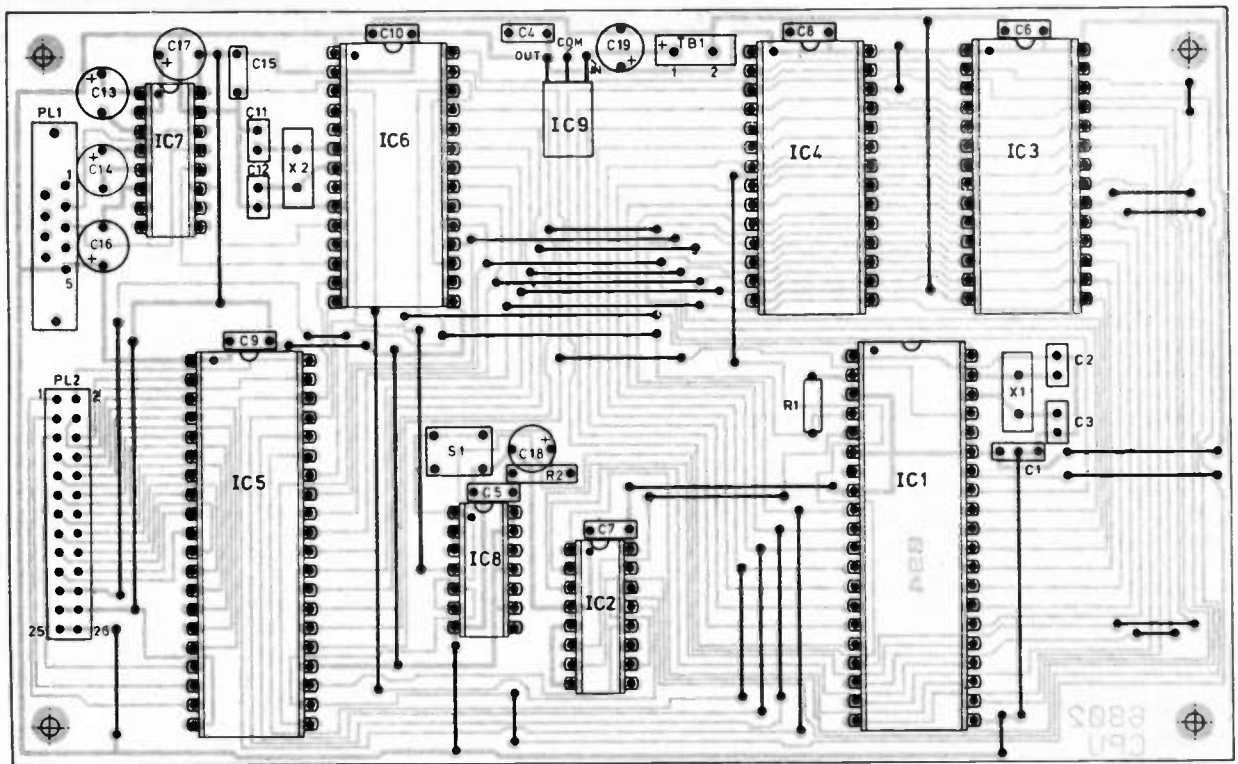 C17
C15
C10
C4
OUT
COM
IN
C19
+
TB1
+
1
2
C8
C6
C13
+
PL1
IC7
C11
X2
IC6
IC9
IC4
IC3
C14
+
C12
1
C16
+
5
C9
PL2
1
2
R1
X1
C2
C3
C1
S1
C18
+
R2
IC5
C5
IC1
C7
IC8
IC2
25
26
6802
CPU